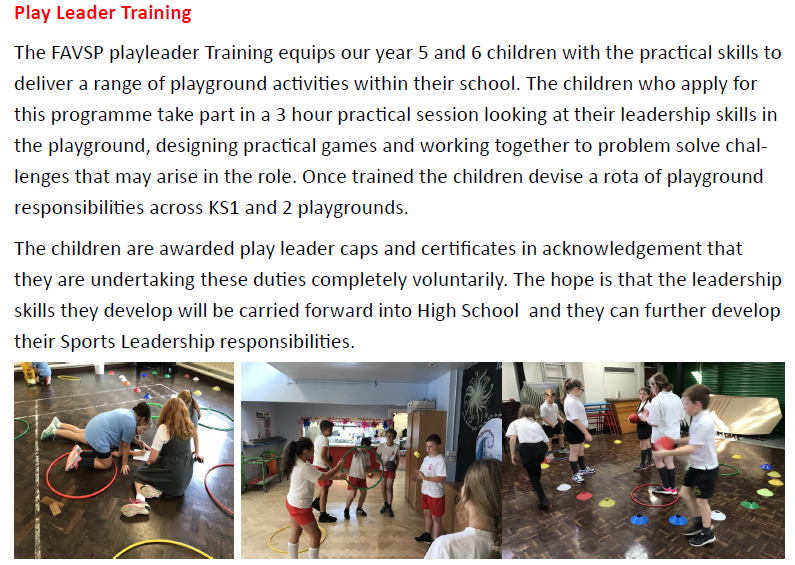 Play Leader Training
The FAVSP playleader Training equips our year 5 and 6 children with the practical skills to
deliver a range of playground activities within their school. The children who apply for
this programme take part in a 3 hour practical session looking at their leadership skills in
the playground, designing practical games and working together to problem solve chal-
lenges that may arise in the role. Once trained the children devise a rota of playground
responsibilities across KS1 and 2 playgrounds.
The children are awarded play leader caps and certificates in acknowledgement that
they are undertaking these duties completely voluntarily. The hope is that the leadership
skills they develop will be carried forward into High School  and they can further develop
their Sports Leadership responsibilities.